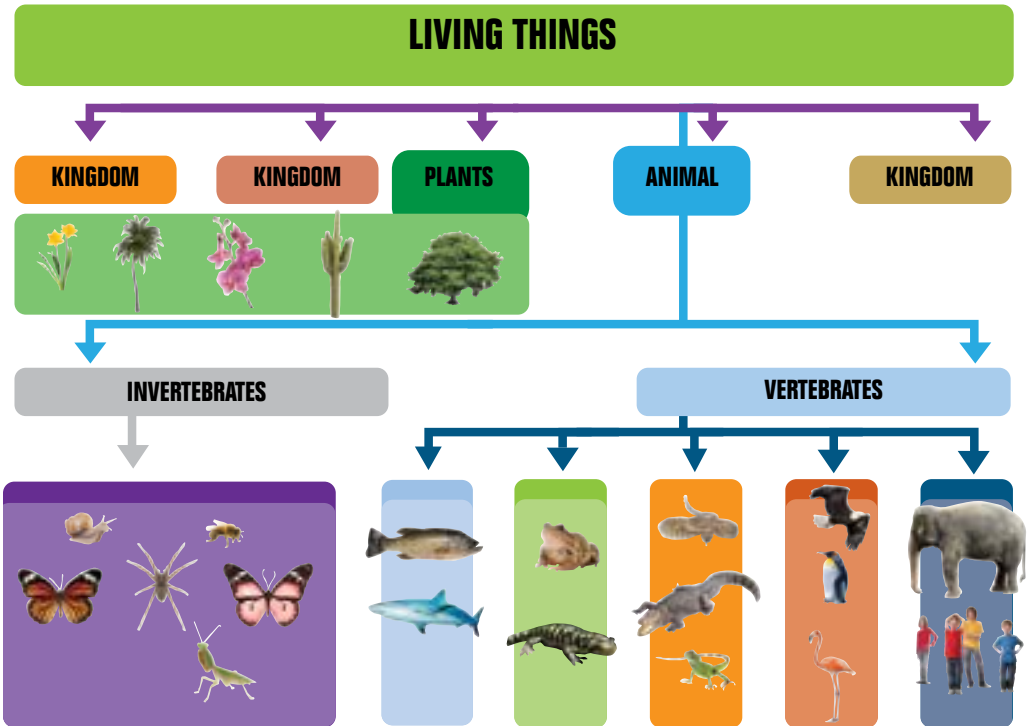 LIVING THINGS
KINGDOM
KINGDOM
PLANTS
ANIMAL
KINGDOM
INVERTEBRATES
VERTEBRATES